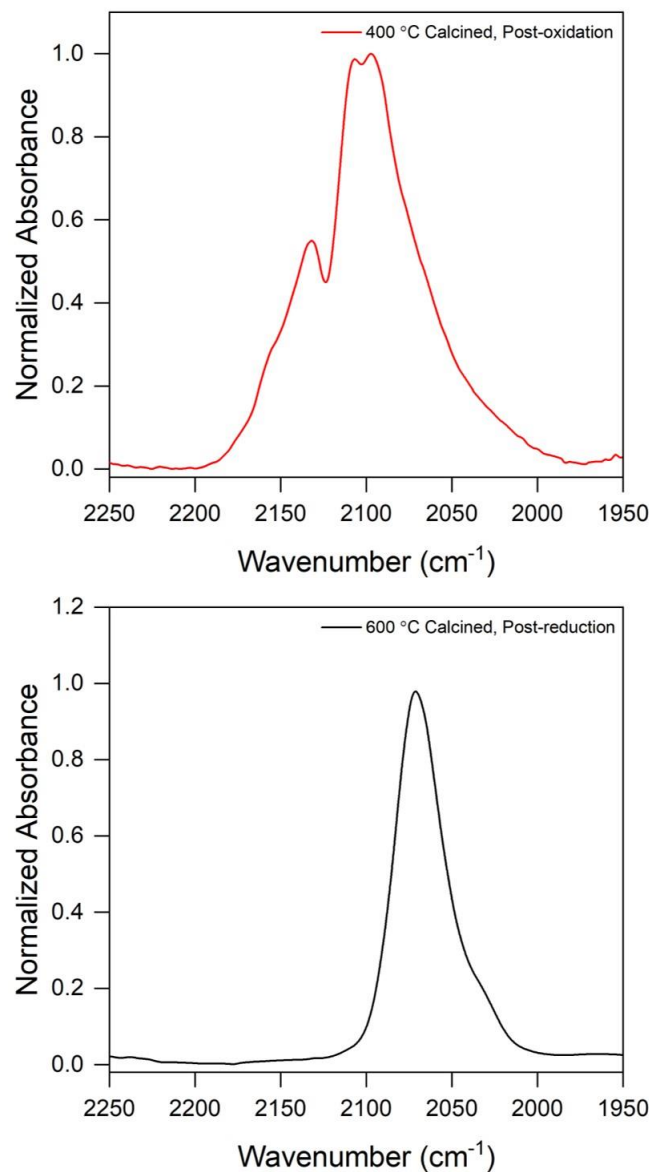 400 °C Calcined, Post-oxidation
1.0
0.8
0.6
0.4
0.2
0.0
Normalized Absorbance
2250 2200 2150 2100 2050 2000 1950
Wavenumber (cm⁻¹)
600 °C Calcined, Post-reduction
1.2
1.0
0.8
0.6
0.4
0.2
0.0
Normalized Absorbance
2250 2200 2150 2100 2050 2000 1950
Wavenumber (cm⁻¹)